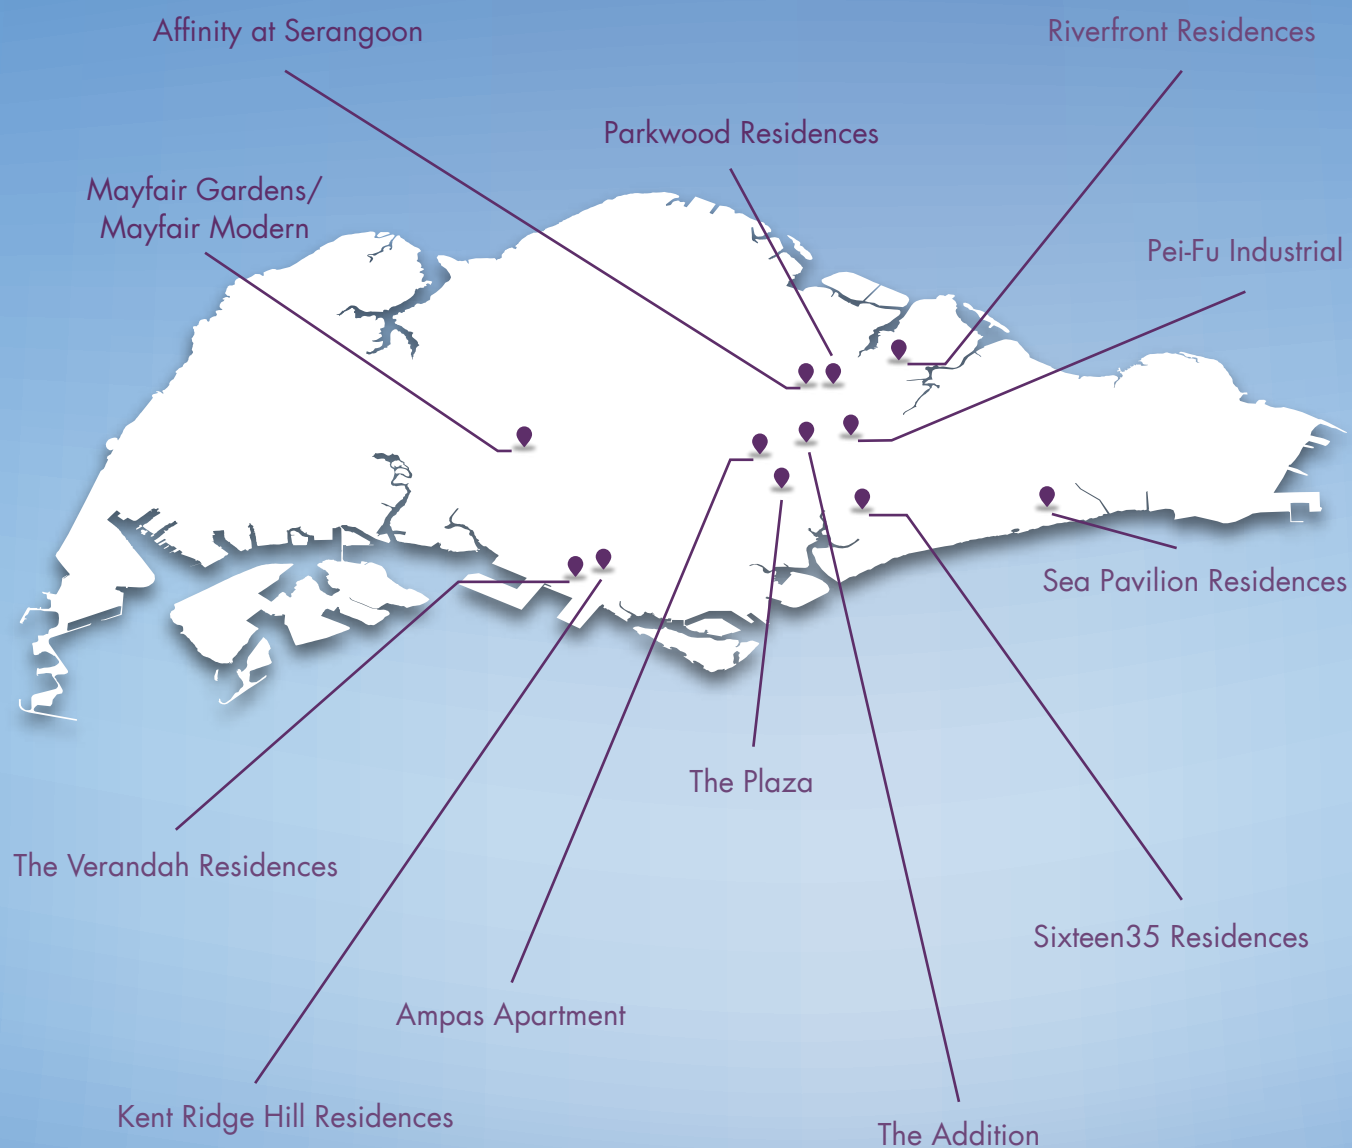 Affinity at Serangoon
Riverfront Residences
Parkwood Residences
Mayfair Gardens/
Mayfair Modern
Pei-Fu Industrial
Sea Pavilion Residences
The Plaza
The Verandah Residences
Sixteen35 Residences
Ampas Apartment
Kent Ridge Hill Residences
The Addition